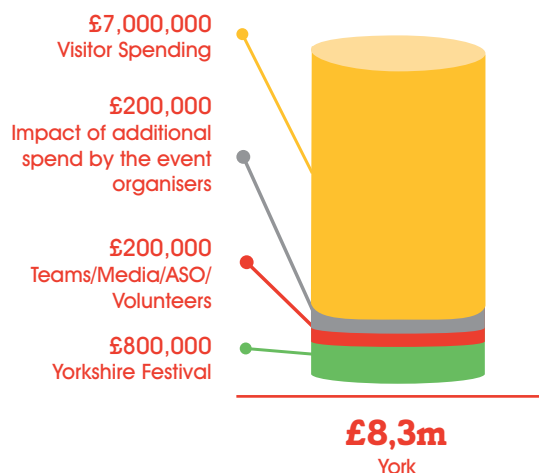 £7,000,000
Visitor Spending
£200,000
Impact of additional
spend by the event
organisers
£200,000
Teams/Media/ASO/
Volunteers
£800,000
Yorkshire Festival
£8,3m
York